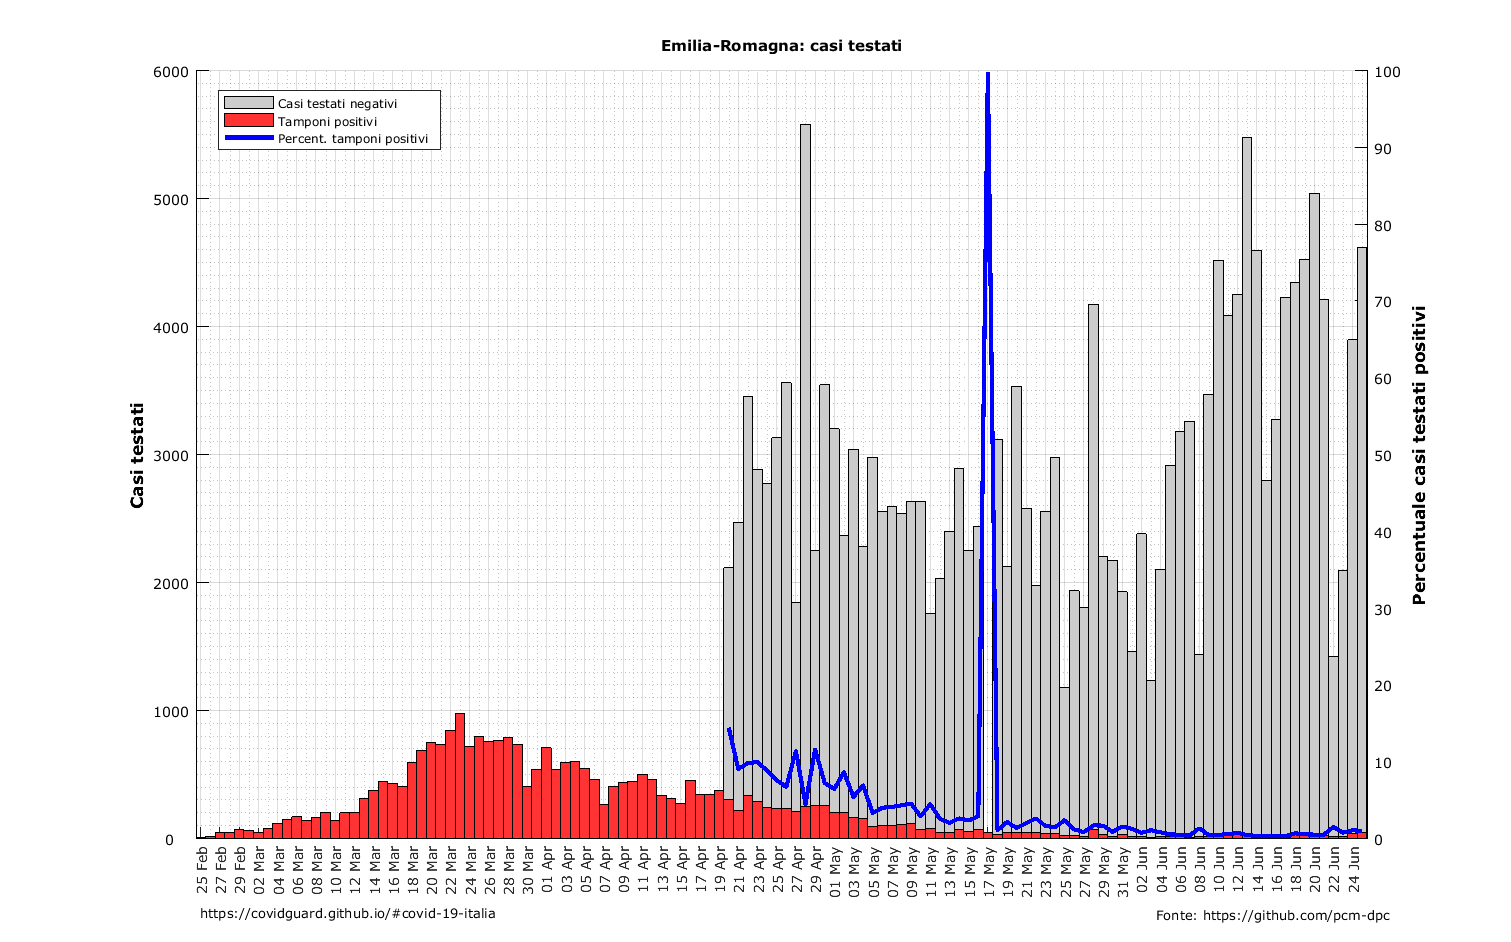 Emilia-Romagna: casi testati
Casi testati negativi
Tamponi positivi
Percent. tamponi positivi
Casi testati
6000
5000
4000
3000
2000
1000
0
100
90
80
70
60
50
40
30
20
10
0
Percentuale casi testati positivi
25 Feb
27 Feb
29 Feb
02 Mar
04 Mar
06 Mar
08 Mar
10 Mar
12 Mar
14 Mar
16 Mar
18 Mar
20 Mar
22 Mar
24 Mar
26 Mar
28 Mar
30 Mar
01 Apr
03 Apr
05 Apr
07 Apr
09 Apr
11 Apr
13 Apr
15 Apr
17 Apr
19 Apr
21 Apr
23 Apr
25 Apr
27 Apr
29 Apr
01 May
03 May
05 May
07 May
09 May
11 May
13 May
15 May
17 May
19 May
21 May
23 May
25 May
27 May
29 May
31 May
02 Jun
04 Jun
06 Jun
08 Jun
10 Jun
12 Jun
14 Jun
16 Jun
18 Jun
20 Jun
22 Jun
24 Jun
https://covidguard.github.io/#covid-19-italia
Fonte: https://github.com/pcm-dpc